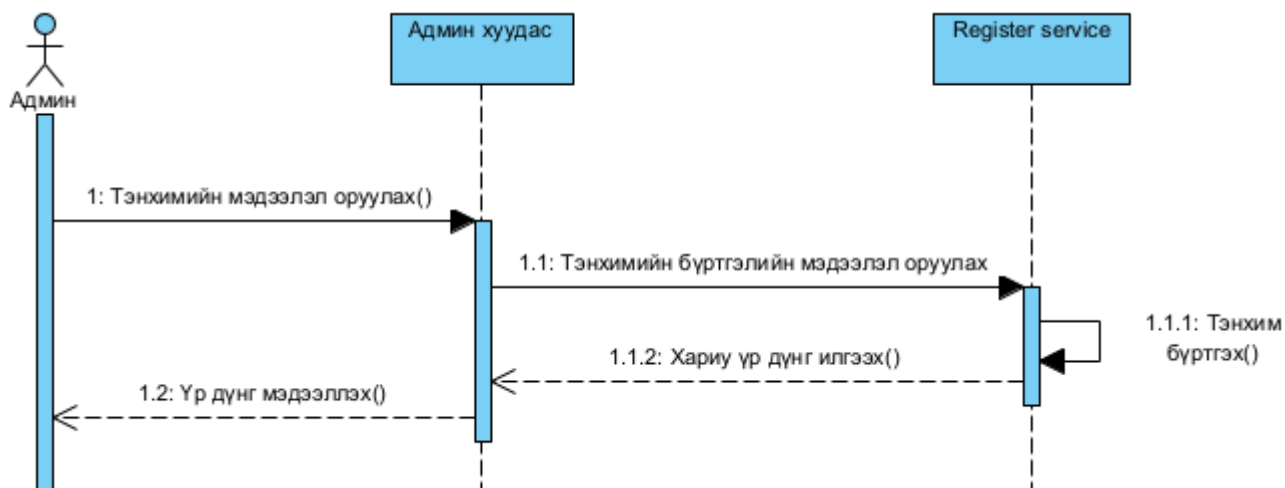 Админ хуудас
Register service
Админ
1: Тэнхимийн мэдээлэл оруулах()
1.1: Тэнхимийн бүртгэлийн мэдээлэл оруулах
1.1.1: Тэнхим
бүртгэх()
1.1.2: Хариу үр дүнг илгээх()
1.2: Үр дүнг мэдээллэх()